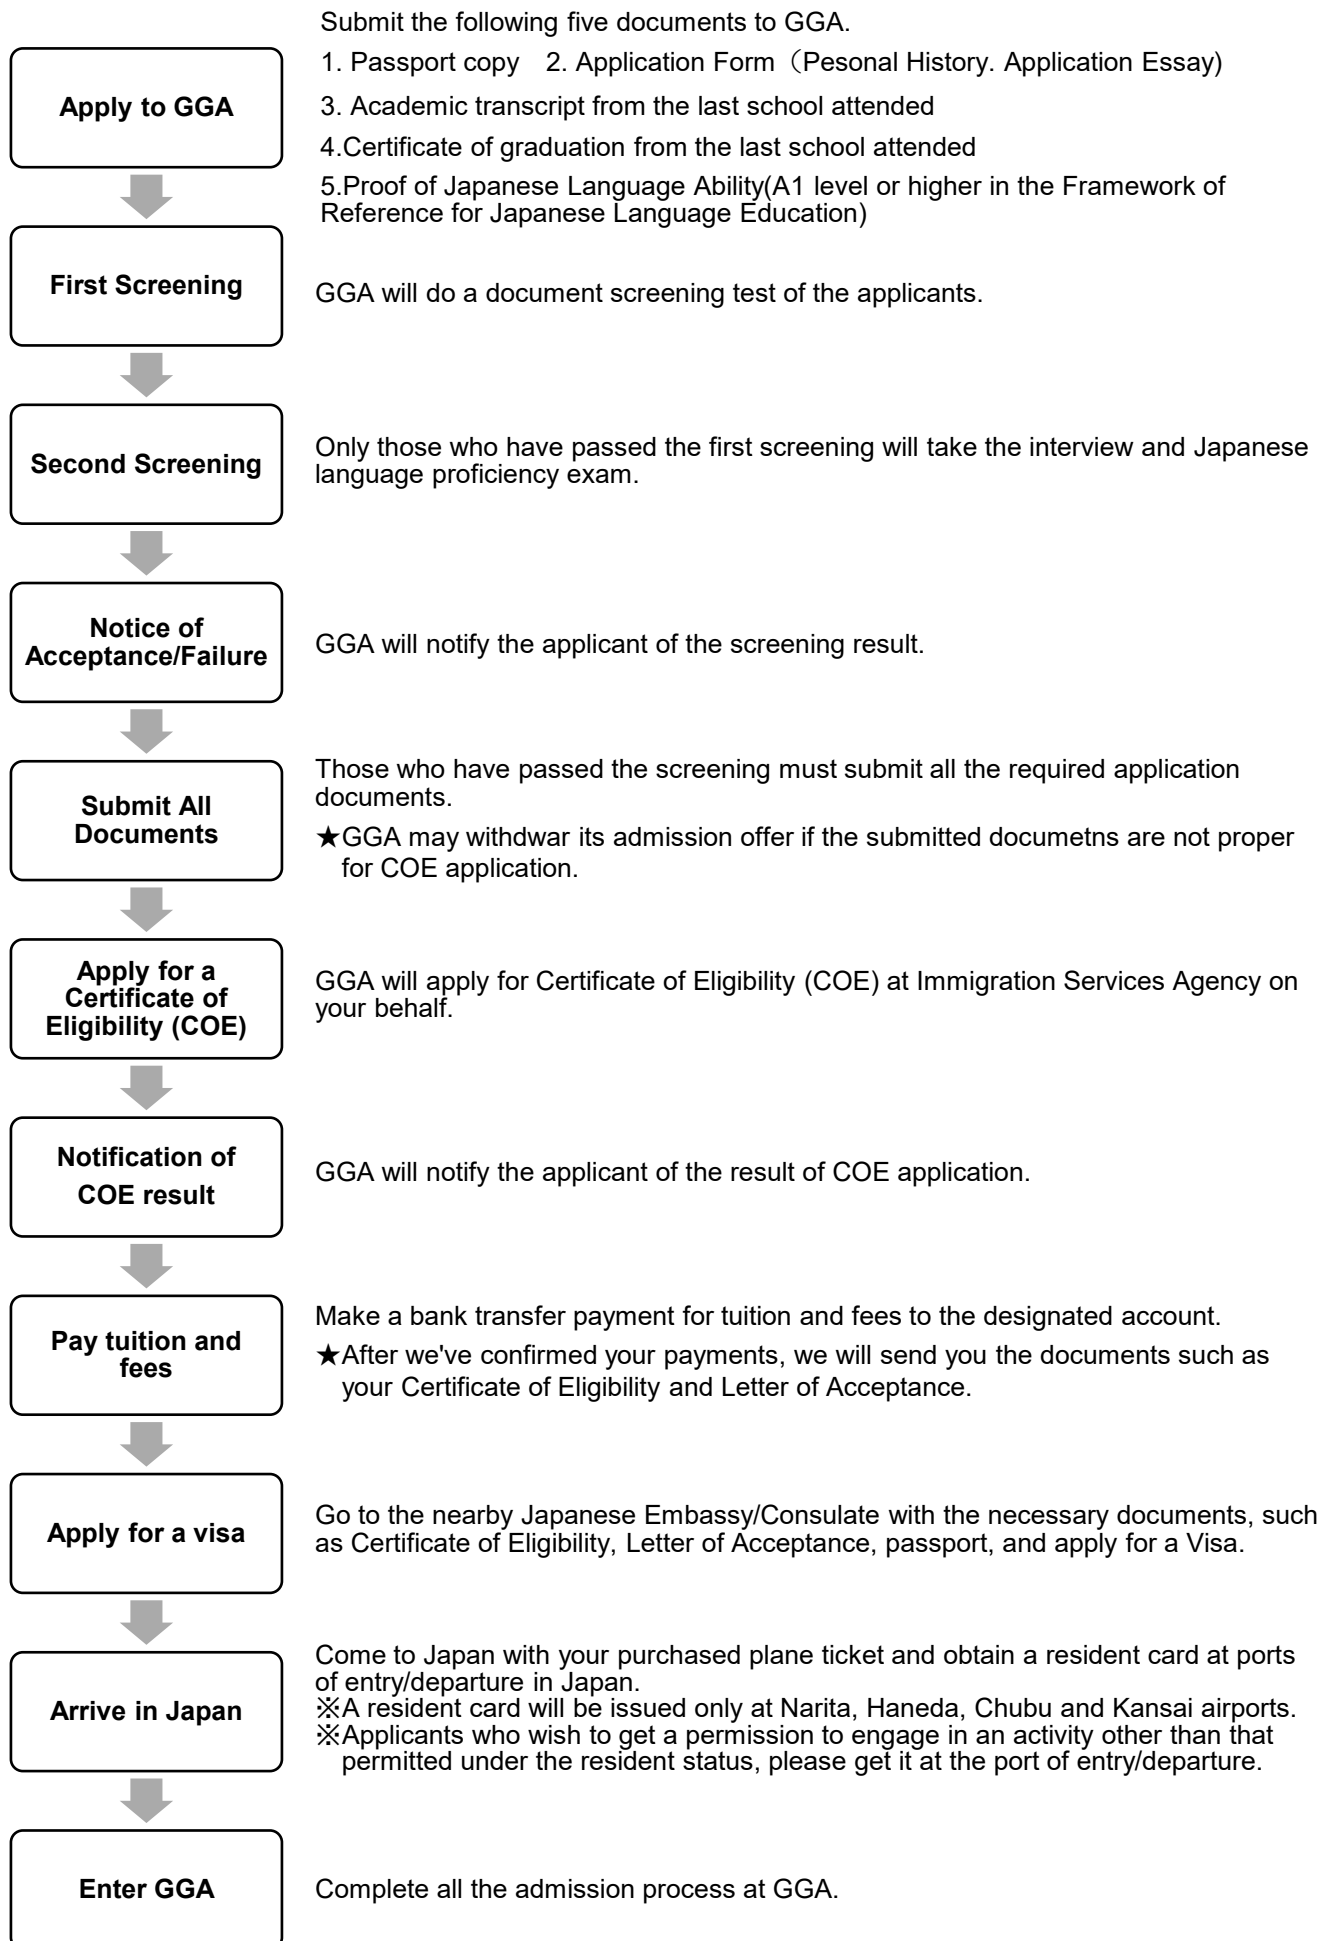 Submit the following five documents to GGA.
Apply to GGA
1. Passport copy 2. Application Form（Pesonal History. Application Essay)
3. Academic transcript from the last school attended
4.Certificate of graduation from the last school attended
5.Proof of Japanese Language Ability(A1 level or higher in the Framework of
Reference for Japanese Language Education)
First Screening
GGA will do a document screening test of the applicants.
Second Screening
Only those who have passed the first screening will take the interview and Japanese
language proficiency exam.
Notice of
Acceptance/Failure
GGA will notify the applicant of the screening result.
Submit All
Documents
Those who have passed the screening must submit all the required application
documents.
★GGA may withdwar its admission offer if the submitted documetns are not proper
for COE application.
Apply for a
Certificate of
Eligibility (COE)
GGA will apply for Certificate of Eligibility (COE) at Immigration Services Agency on
your behalf.
Notification of
COE result
GGA will notify the applicant of the result of COE application.
Pay tuition and
fees
Make a bank transfer payment for tuition and fees to the designated account.
★After we've confirmed your payments, we will send you the documents such as
your Certificate of Eligibility and Letter of Acceptance.
Apply for a visa
Go to the nearby Japanese Embassy/Consulate with the necessary documents, such
as Certificate of Eligibility, Letter of Acceptance, passport, and apply for a Visa.
Arrive in Japan
Come to Japan with your purchased plane ticket and obtain a resident card at ports
of entry/departure in Japan.
※A resident card will be issued only at Narita, Haneda, Chubu and Kansai airports.
※Applicants who wish to get a permission to engage in an activity other than that
permitted under the resident status, please get it at the port of entry/departure.
Enter GGA
Complete all the admission process at GGA.